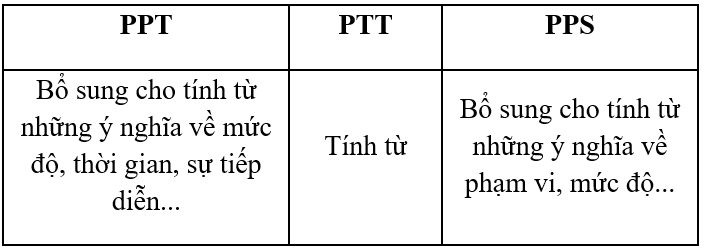 PPT
PTT
PPS
Bổ sung cho tính từ
những ý nghĩa về mức
độ, thời gian, sự tiếp
diễn...
Tính từ
Bổ sung cho tính từ
những ý nghĩa về
phạm vi, mức độ...